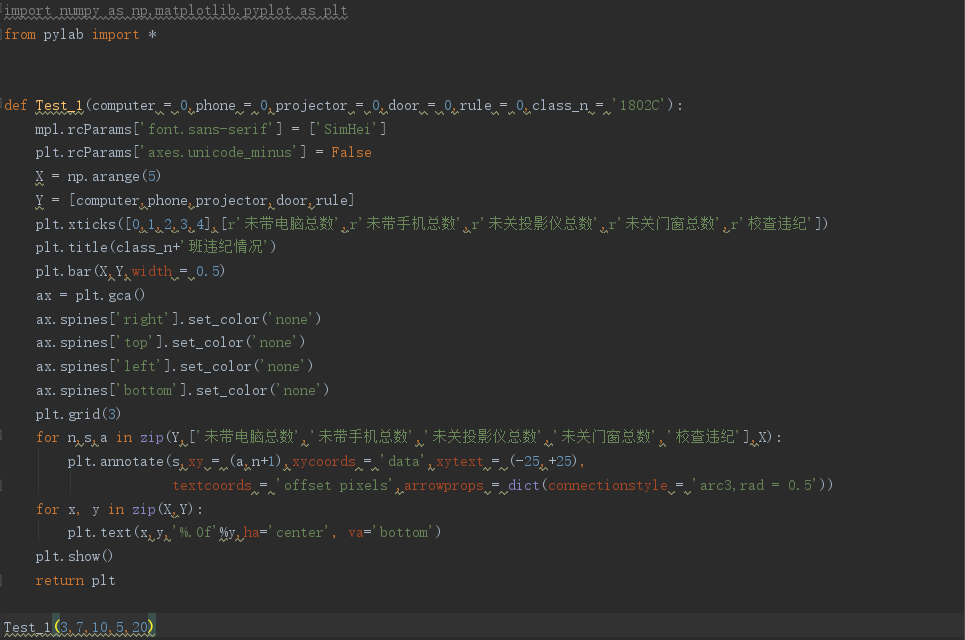 import numpy as np,matplotlib.pyplot as plt
from pylab import *
def Test_1(computer = 0,phone = 0,projector = 0,door = 0,rule = 0,class_n = '1802C'):
mpl.rcParams['font.sans-serif'] = ['SimHei']
plt.rcParams['axes.unicode_minus'] = False
X = np.arange(5)
Y = [computer,phone,projector,door,rule]
plt.xticks([0,1,2,3,4],[r'未带电脑总数',r'未带手机总数',r'未关投影仪总数',r'未关门窗总数',r'校查违纪'])
plt.title(class_n+'班违纪情况')
plt.bar(X,Y,width = 0.5)
ax = plt.gca()
ax.spines['right'].set_color('none')
ax.spines['top'].set_color('none')
ax.spines['left'].set_color('none')
ax.spines['bottom'].set_color('none')
plt.grid(3)
for n,s,a in zip(Y,['未带电脑总数','未带手机总数','未关投影仪总数','未关门窗总数','校查违纪'],X):
plt.annotate(s,xy = (a,n+1),xycoords = 'data',xytext = (-25,+25),
textcoords = 'offset pixels',arrowprops = dict(connectionstyle = 'arc3,rad = 0.5'))
for x, y in zip(X,Y):
plt.text(x,y,'%.0f'%y,ha='center', va='bottom')
plt.show()
return plt
Test_1(3,7,10,5,20)